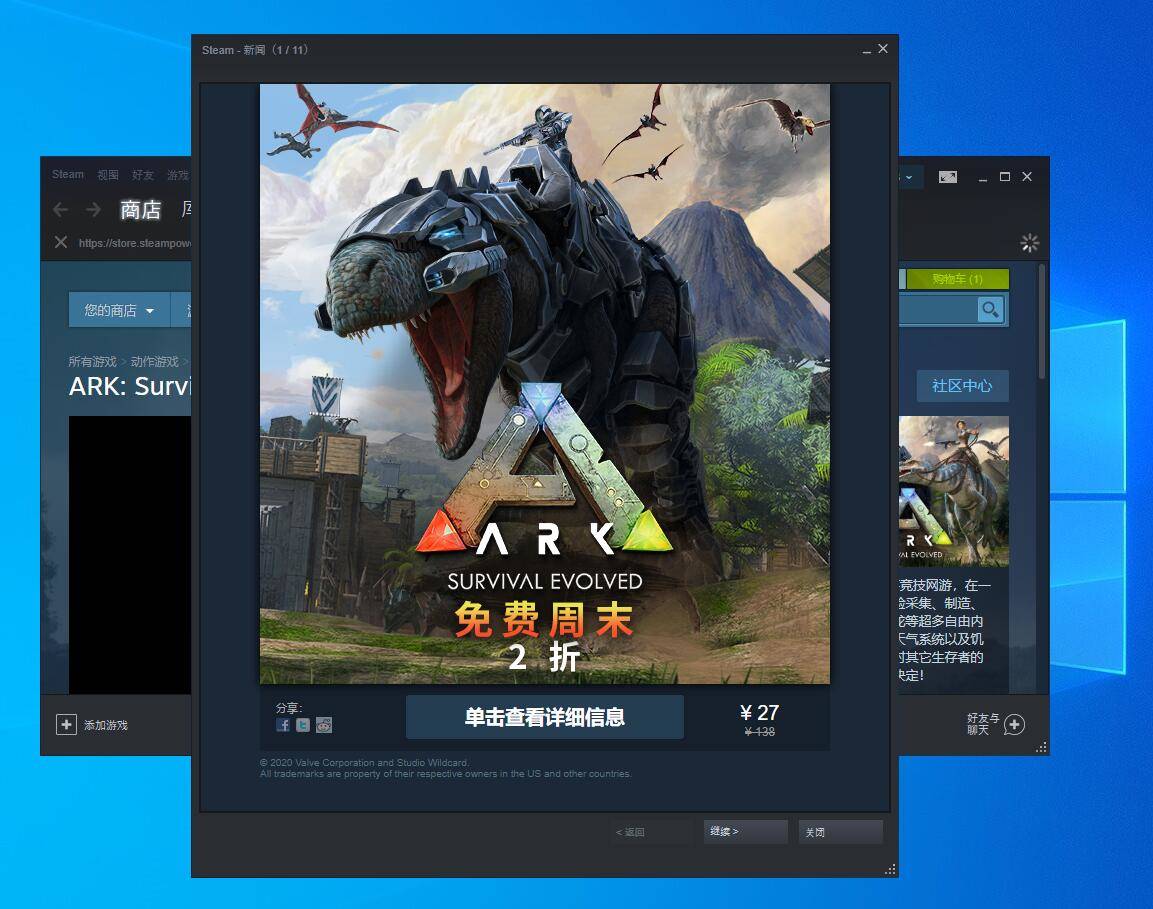 Steam - 新闻（1 / 11）
Steam 视图 好友 游戏
商店
https://store.steampow
购物车 (1)
您的商店
所有游戏 > 动作游戏 >
ARK: Survi
社区中心
ARK
SURVIVAL EVOLVED
免费周末
2 折
竞技网游，在一
采集、制造、
龙等超多自由内
天气系统以及饥
对其它生存者的
决定！
分享：
单击查看详细信息
¥ 27
¥ 138
添加游戏
好友与
聊天
© 2020 Valve Corporation and Studio Wildcard.
All trademarks are property of their respective owners in the US and other countries.
< 返回
继续 >
关闭